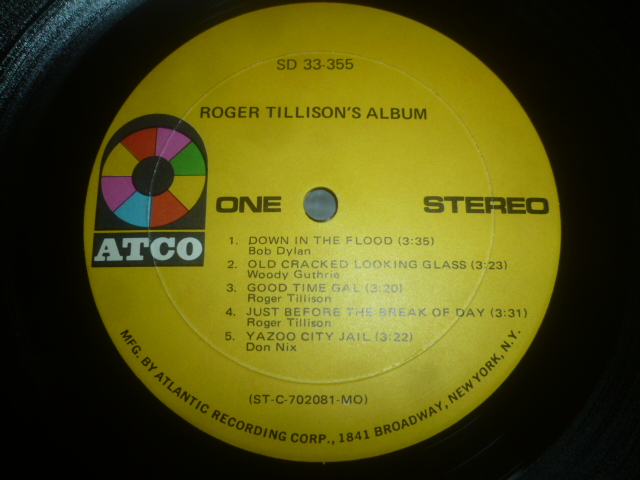 SD 33-355
ROGER TILLISON'S ALBUM
ATCO
ONE
STEREO
1. DOWN IN THE FLOOD (3:35)
Bob Dylan
2. OLD CRACKED LOOKING GLASS (3:23)
Woody Guthrie
3. GOOD TIME GAL (3:20)
Roger Tillison
4. JUST BEFORE THE BREAK OF DAY (3:31)
Roger Tillison
5. YAZOO CITY JAIL (3:22)
Don Nix
(ST-C-702081-MO)
MFG. BY ATLANTIC RECORDING CORP., 1841 BROADWAY, NEW YORK, N.Y.